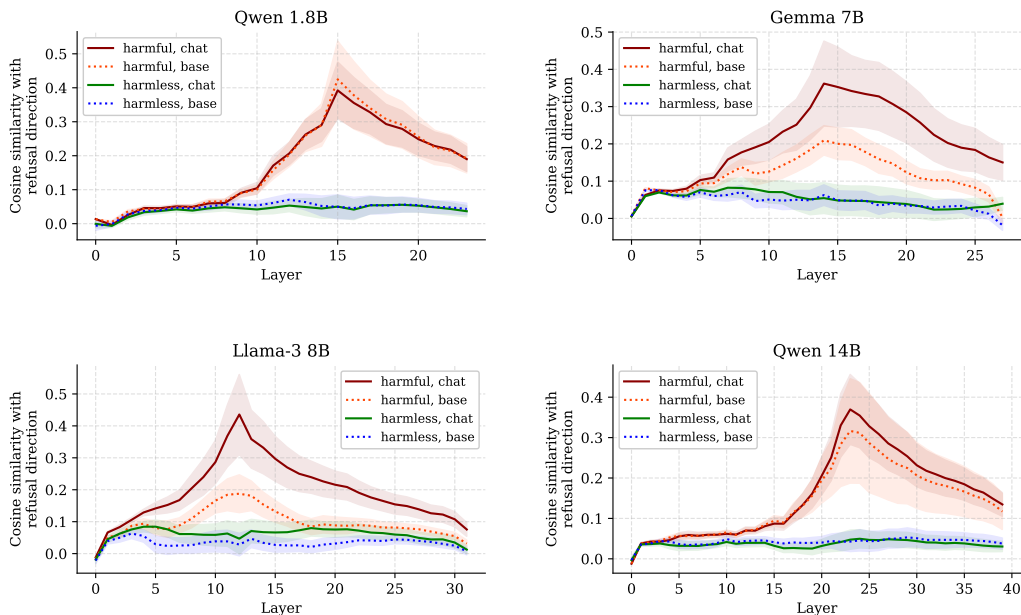 Qwen 1.8B
Cosine similarity with
refusal direction
0.5
0.4
0.3
0.2
0.1
0.0
harmful, chat
harmful, base
harmless, chat
harmless, base
0 5 10 15 20
Layer
Gemma 7B
Cosine similarity with
refusal direction
0.5
0.4
0.3
0.2
0.1
0.0
harmful, chat
harmful, base
harmless, chat
harmless, base
0 5 10 15 20 25
Layer
Llama-3 8B
Cosine similarity with
refusal direction
0.5
0.4
0.3
0.2
0.1
0.0
harmful, chat
harmful, base
harmless, chat
harmless, base
0 5 10 15 20 25 30
Layer
Qwen 14B
Cosine similarity with
refusal direction
0.4
0.3
0.2
0.1
0.0
harmful, chat
harmful, base
harmless, chat
harmless, base
0 5 10 15 20 25 30 35 40
Layer